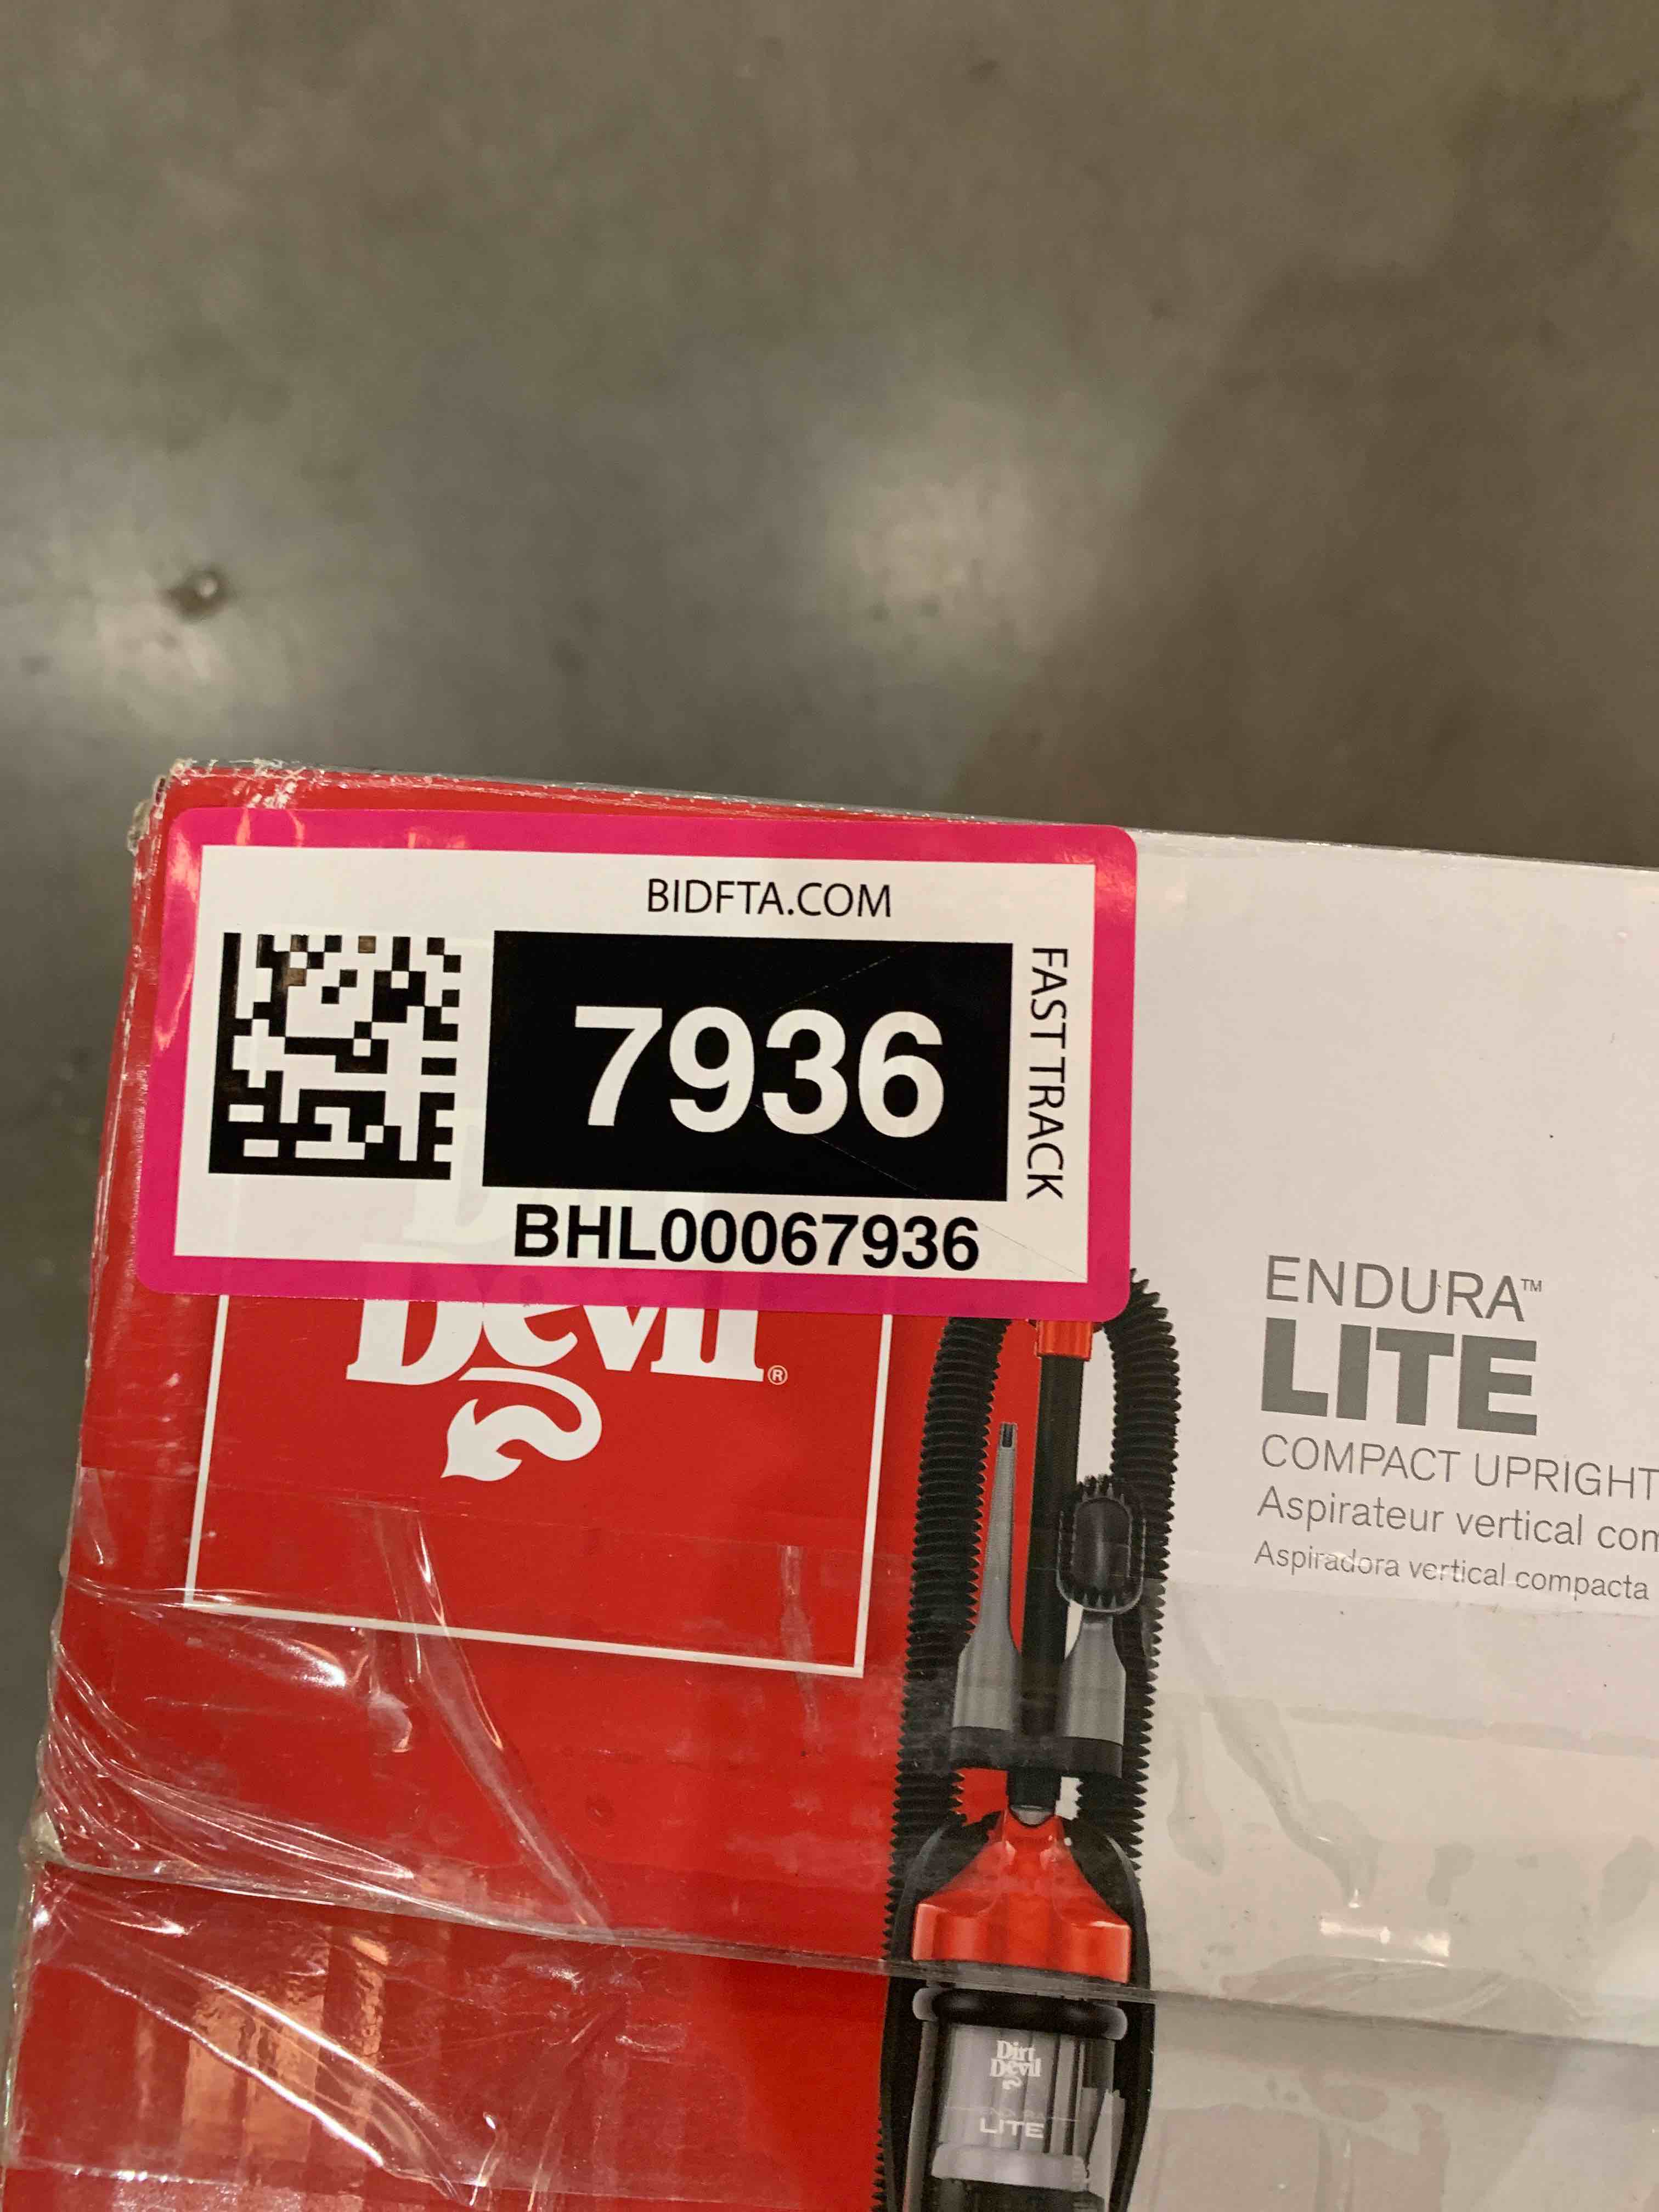 BIDFTA.COM
7936
FAST TRACK
BHL00067936
Devil®
ENDURA™
LITE
COMPACT UPRIGHT
Aspirateur vertical com
Aspiradora vertical compacta
Dirt
Devil
LITE